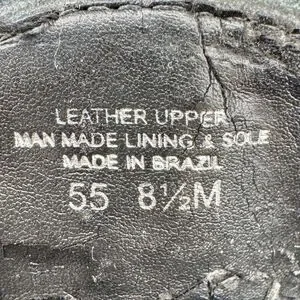 LEATHER UPPER
MAN MADE LINING & SOLE
MADE IN BRAZIL
55 8½M